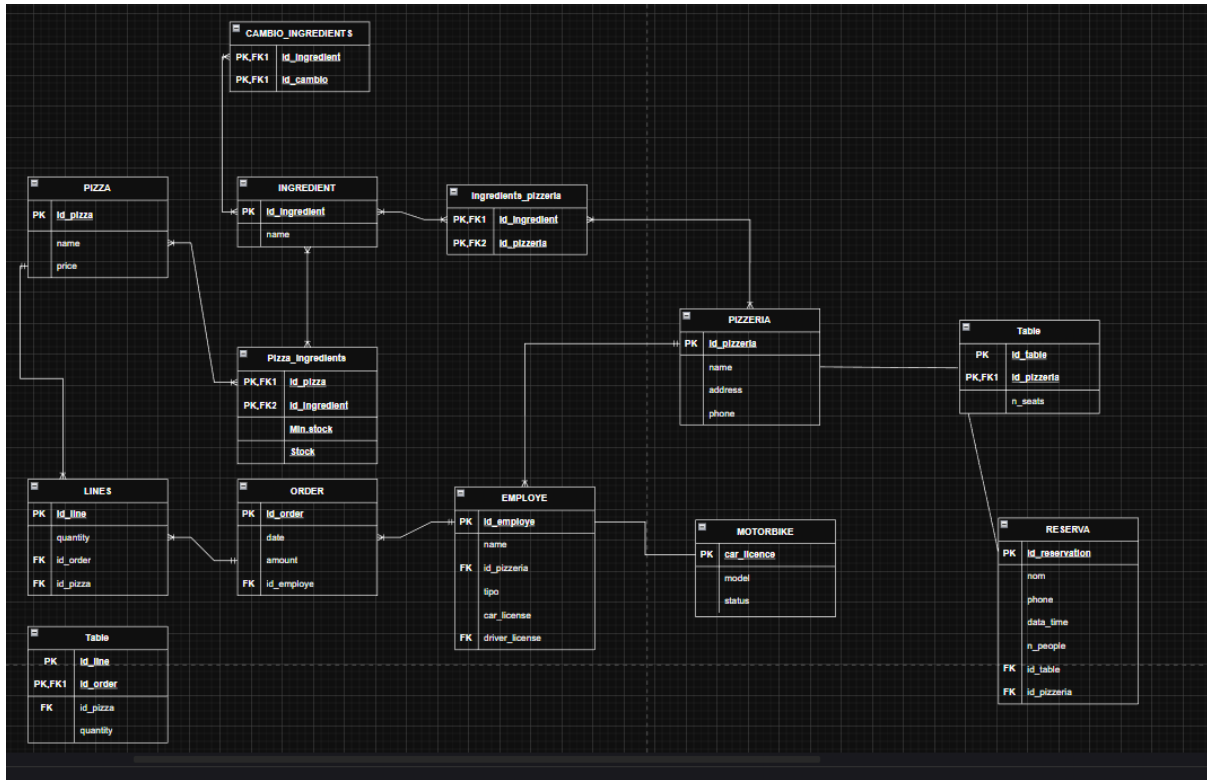 CAMBIO_INGREDIENTS
PK,FK1 id_ingredient
PK,FK1 id_cambio
PIZZA
PK id_pizza
name
price
INGREDIENT
PK id_ingredient
name
Ingredients_pizzeria
PK,FK1 id_ingredient
PK,FK2 id_pizzeria
PIZZERIA
PK id_pizzeria
name
address
phone
Table
PK id_table
PK,FK1 id_pizzeria
n_seats
Pizza_ingredients
PK,FK1 id_pizza
PK,FK2 id_ingredient
Min.stock
Stock
LINES
PK id_line
quantity
FK id_order
FK id_pizza
ORDER
PK id_order
date
amount
FK id_employe
EMPLOYE
PK id_employe
name
FK id_pizzeria
tipo
car_license
FK driver_license
MOTORBIKE
PK car_licence
model
status
RESERVA
PK id_reservation
nom
phone
data_time
n_people
FK id_table
FK id_pizzeria
Table
PK id_line
PK,FK1 id_order
FK id_pizza
quantity